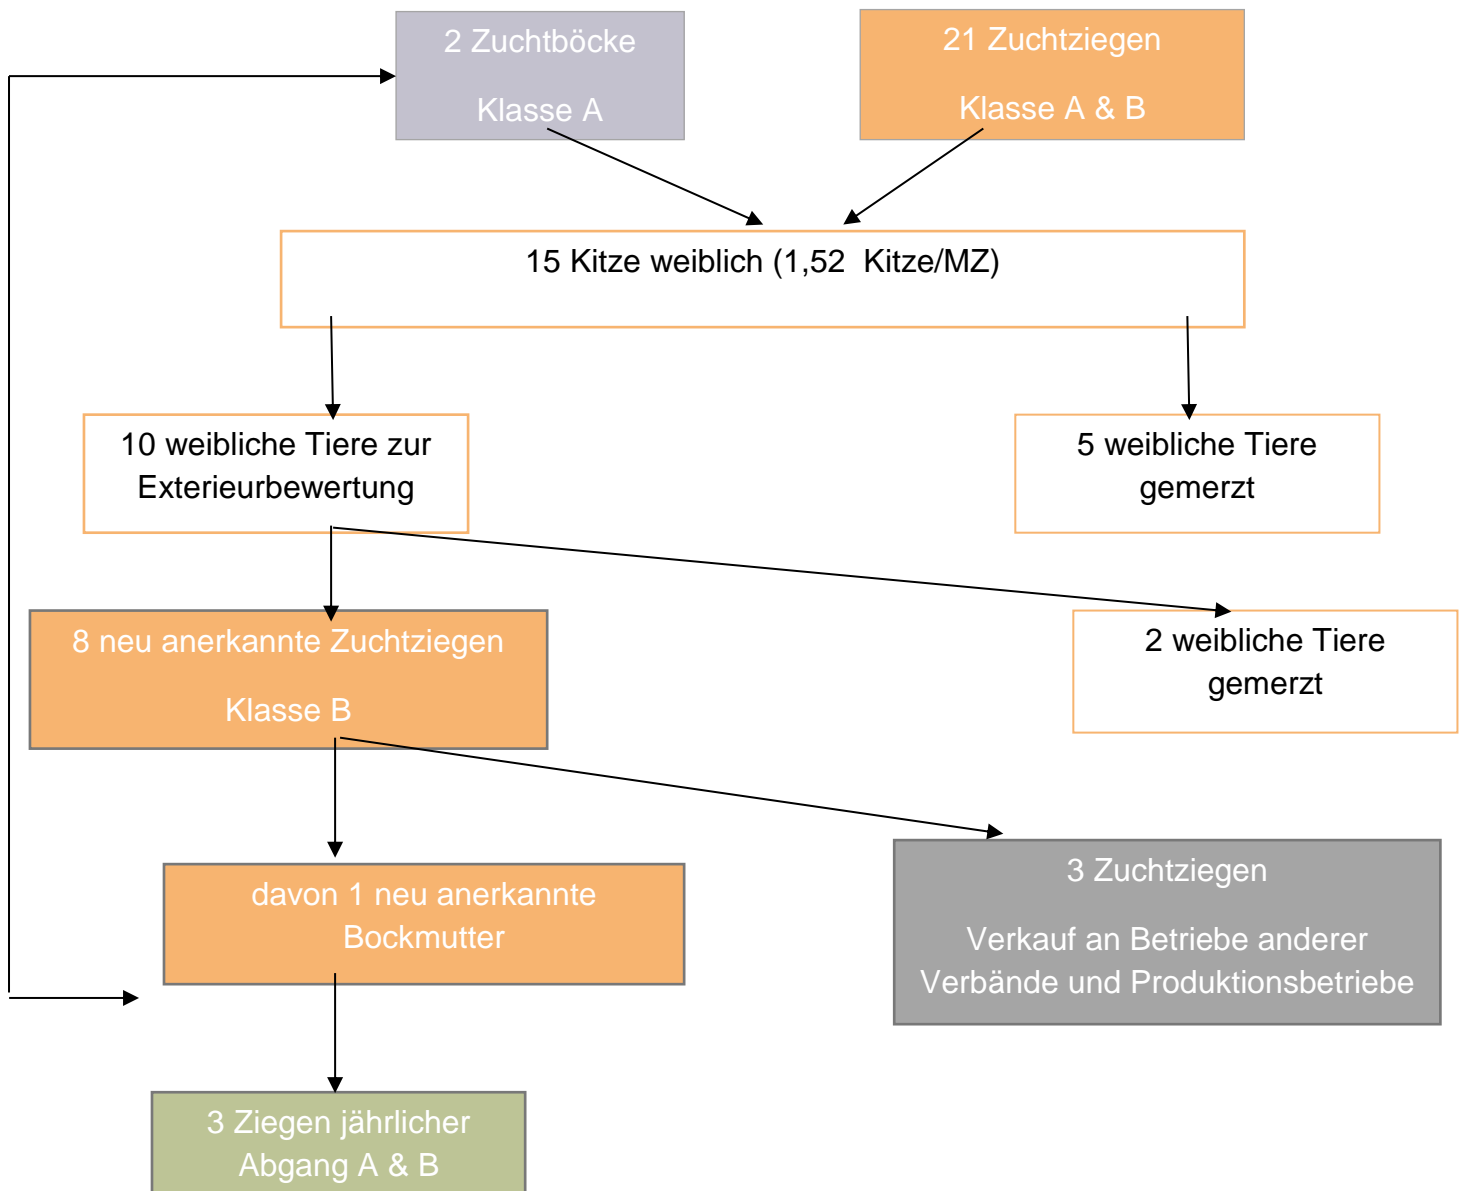 2 Zuchtböcke
Klasse A
21 Zuchtziegen
Klasse A & B
15 Kitze weiblich (1,52 Kitze/MZ)
10 weibliche Tiere zur
Exterieurbewertung
5 weibliche Tiere
gemerzt
8 neu anerkannte Zuchtziegen
Klasse B
2 weibliche Tiere
gemerzt
davon 1 neu anerkannte
Bockmutter
3 Zuchtziegen
Verkauf an Betriebe anderer
Verbände und Produktionsbetriebe
3 Ziegen jährlicher
Abgang A & B